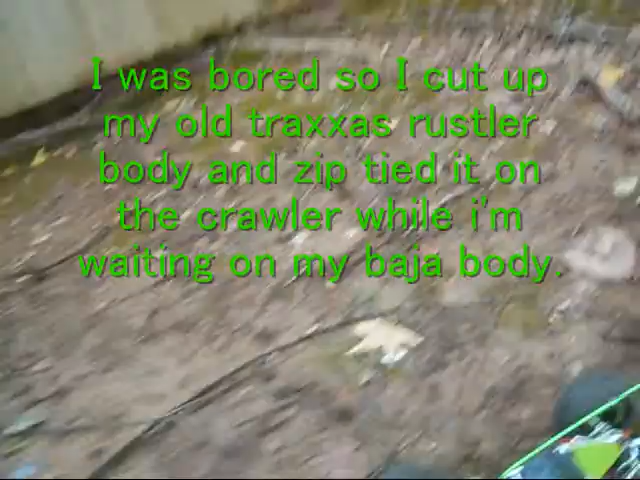 I was bored so I cut up
my old traxxas rustler
body and zip tied it on
the crawler while i'm
waiting on my baja body.